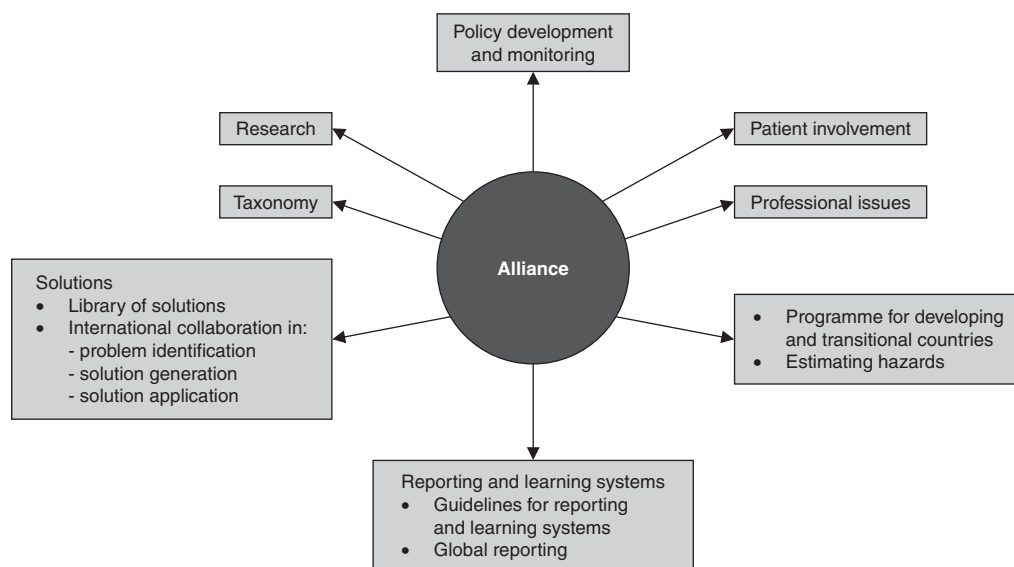 Policy development
and monitoring
Research
Patient involvement
Taxonomy
Professional issues
Alliance
Solutions
• Library of solutions
• International collaboration in:
- problem identification
- solution generation
- solution application
• Programme for developing
and transitional countries
• Estimating hazards
Reporting and learning systems
• Guidelines for reporting
and learning systems
• Global reporting